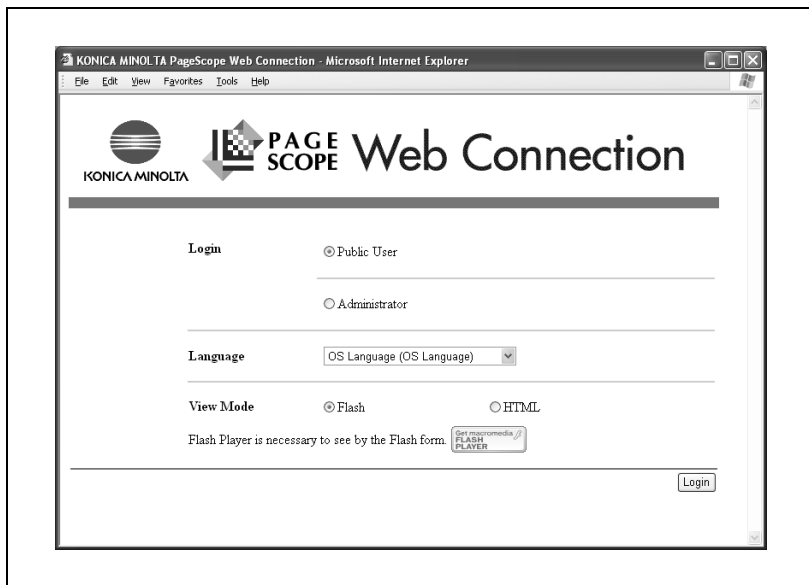 KONICA MINOLTA PageScope Web Connection - Microsoft Internet Explorer
File Edit View Favorites Tools Help
KONICA MINOLTA
PAGE SCOPE Web Connection
Login
Public User
Administrator
Language
OS Language (OS Language)
View Mode
Flash
HTML
Flash Player is necessary to see by the Flash form.
Get macromedia
FLASH
PLAYER
Login